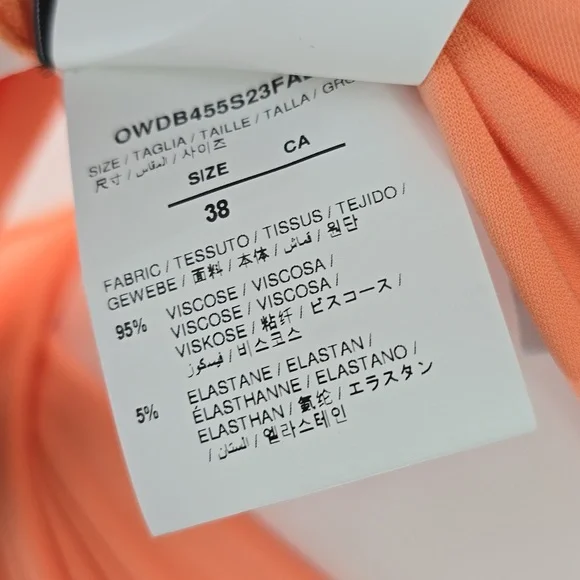 OWDB455S23FA
SIZE / TAGLIA / TAILLE / TALLA / GRÖ
尺寸 / المقاس / 사이즈
SIZE CA
38
FABRIC / TESSUTO / TISSUS / TEJIDO /
GEWEBE / 面料 / 本体 / قماش / 원단
95% VISCOSE / VISCOSA /
VISCOSE / VISCOSA /
VISKOSE / 粘纤 / ビスコース /
فيسكوز / 비스코스
5% ELASTANE / ELASTAN /
ÉLASTHANNE / ELASTANO /
ELASTHAN / 氨纶 / エラスタン
/ الستان / 엘라스테인